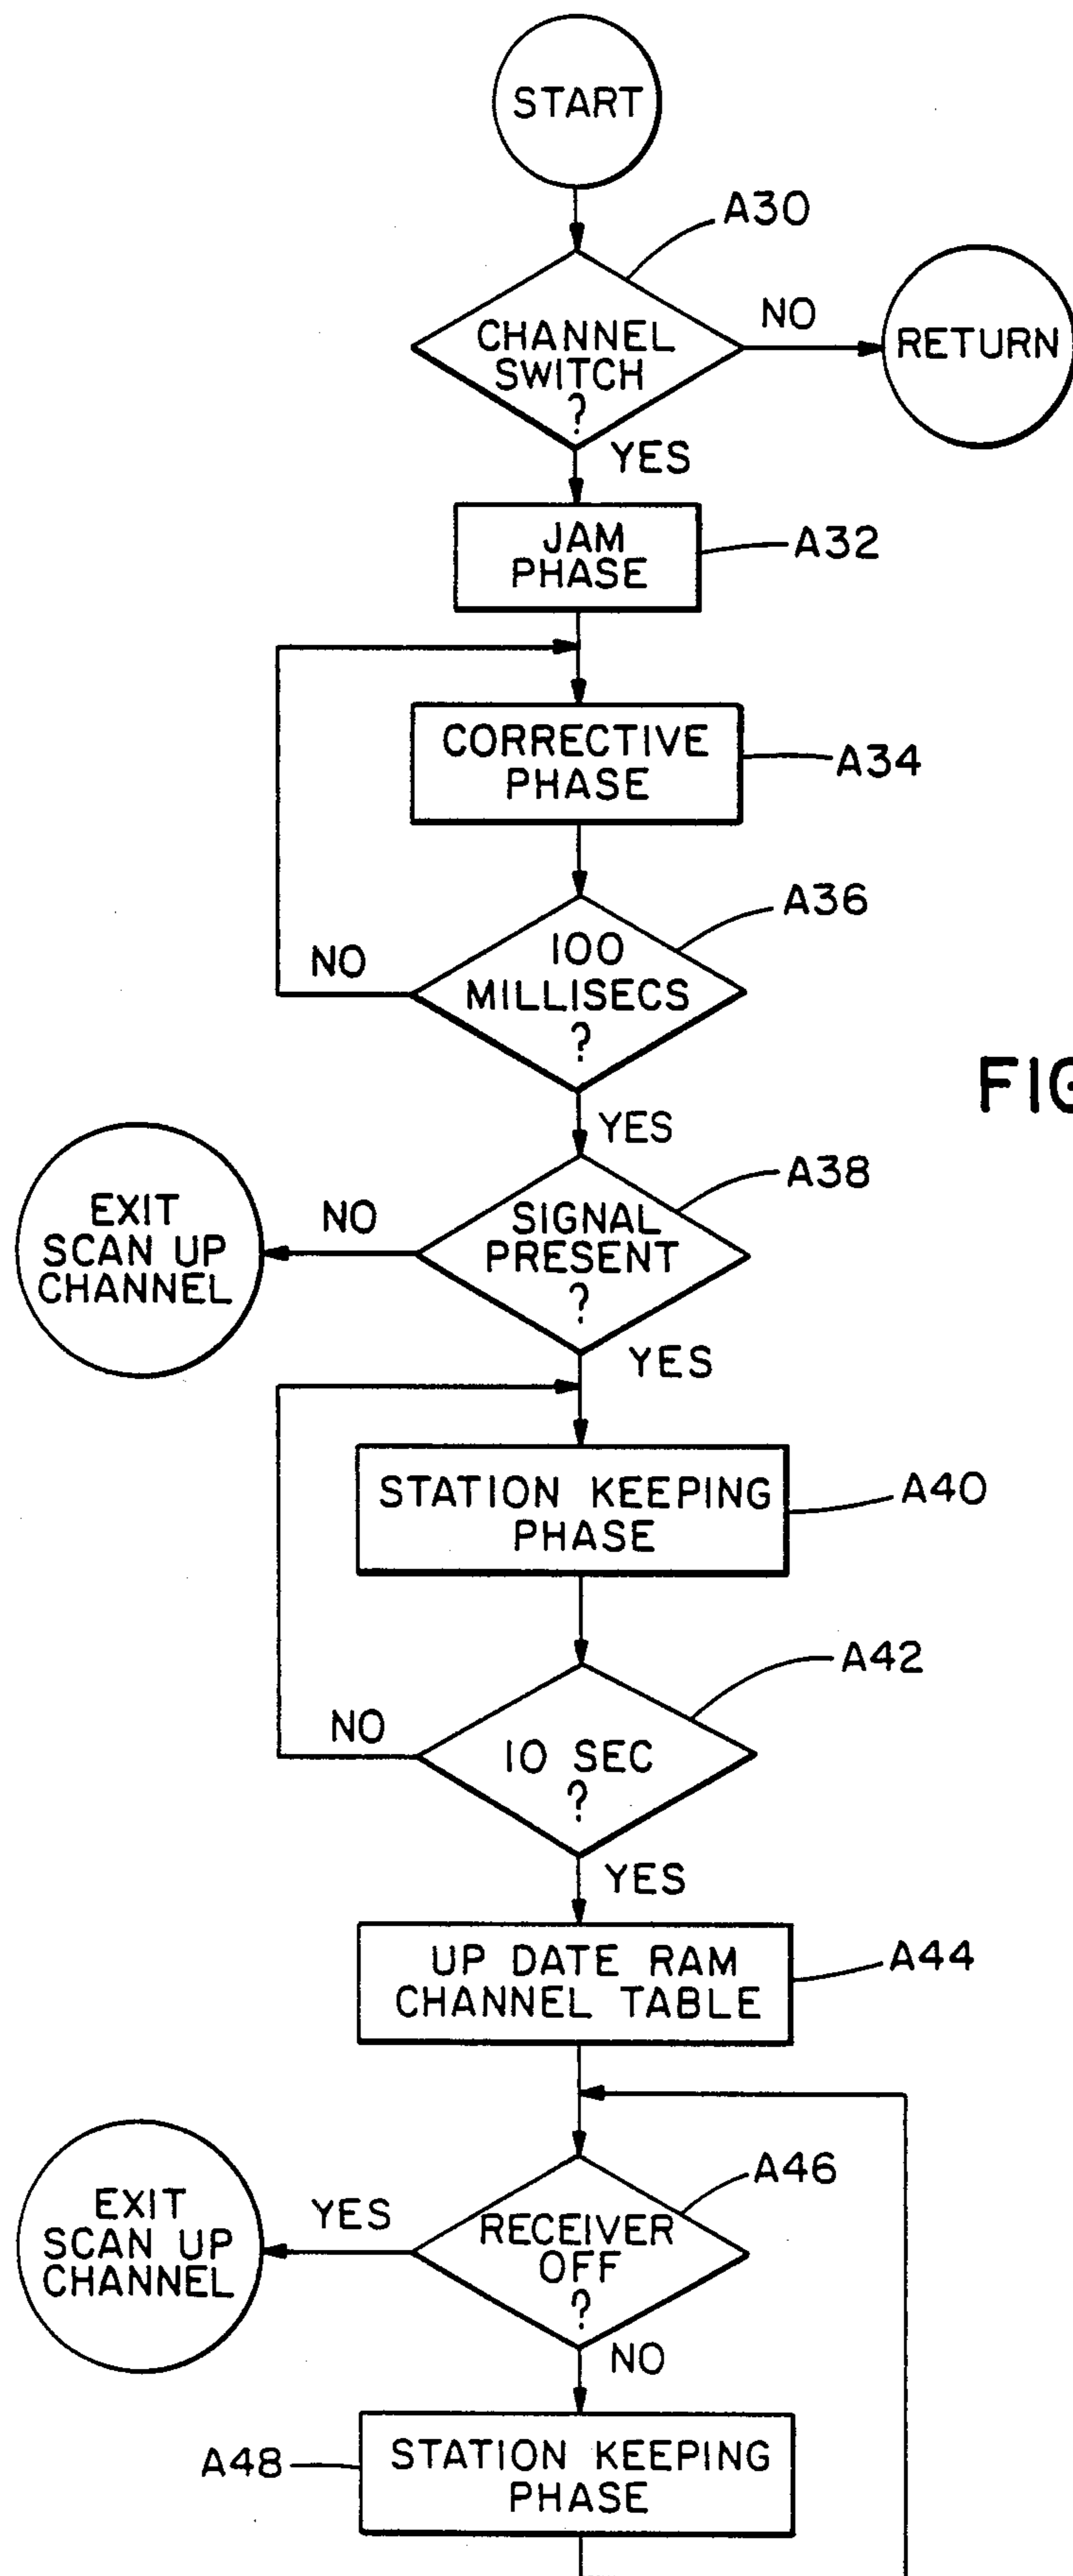 START
A30
CHANNEL
SWITCH
?
NO
RETURN
YES
JAM
PHASE
A32
CORRECTIVE
PHASE
A34
A36
100
MILLISECS
?
NO
YES
FIG
A38
SIGNAL
PRESENT
?
NO
EXIT
SCAN UP
CHANNEL
YES
STATION KEEPING
PHASE
A40
A42
10 SEC
?
NO
YES
UP DATE RAM
CHANNEL TABLE
A44
A46
RECEIVER
OFF
?
YES
EXIT
SCAN UP
CHANNEL
NO
A48
STATION KEEPING
PHASE